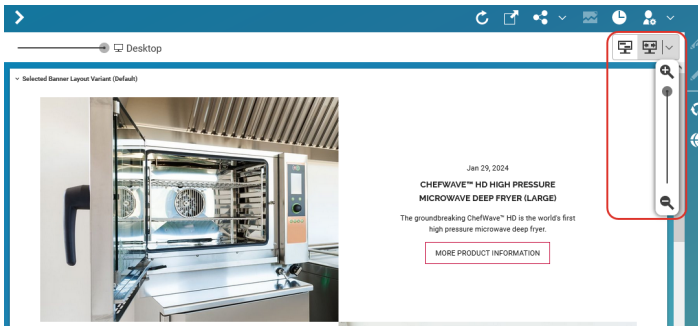 Desktop
Selected Banner Layout Variant (Default)
Jan 29, 2024
CHEFWAVE™ HD HIGH PRESSURE
MICROWAVE DEEP FRYER (LARGE)
The groundbreaking ChefWave™ HD is the world's first
high pressure microwave deep fryer.
MORE PRODUCT INFORMATION